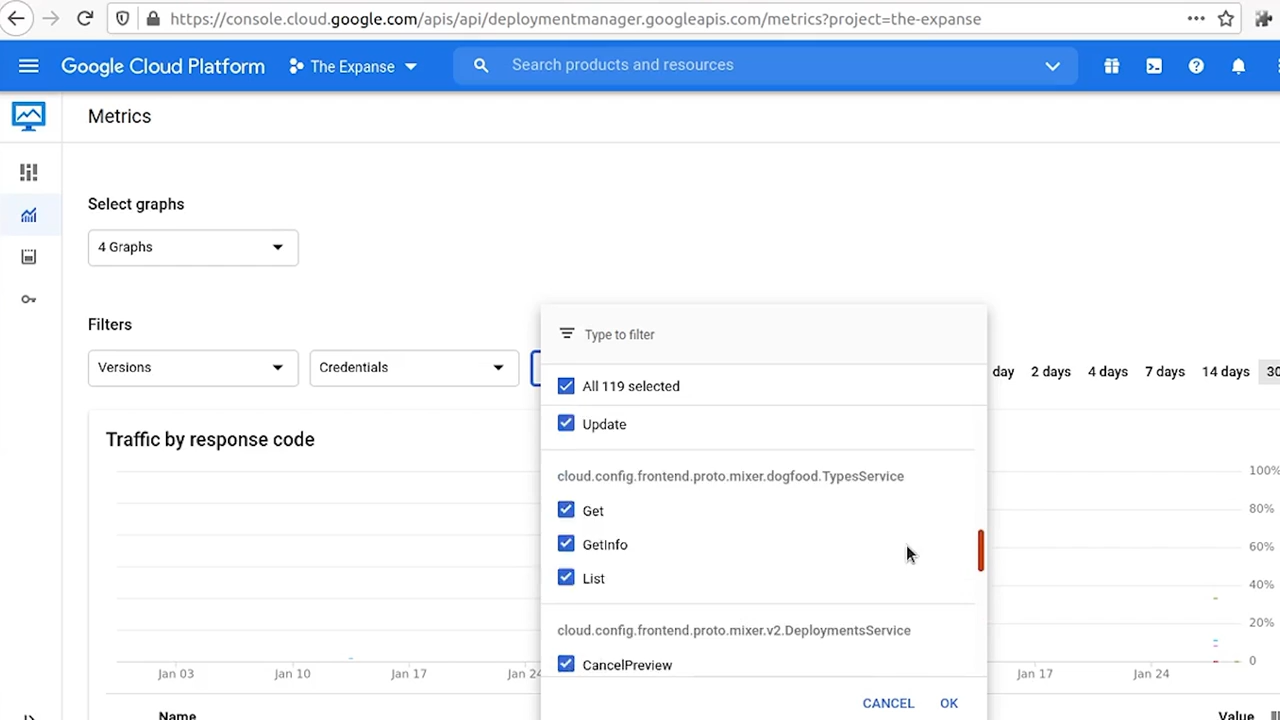 https://console.cloud.google.com/apis/api/deploymentmanager.googleapis.com/metrics?project=the-expanse
Google Cloud Platform
The Expanse
Search products and resources
Metrics
Select graphs
4 Graphs
Filters
Versions
Credentials
day
2 days
4 days
7 days
14 days
30
Type to filter
All 119 selected
Update
cloud.config.frontend.proto.mixer.dogfood.TypesService
Get
GetInfo
List
cloud.config.frontend.proto.mixer.v2.DeploymentsService
CancelPreview
CANCEL
OK
Traffic by response code
100%
80%
60%
40%
20%
0
Jan 03
Jan 10
Jan 17
Jan 24
Jan 17
Jan 24
Name
Value